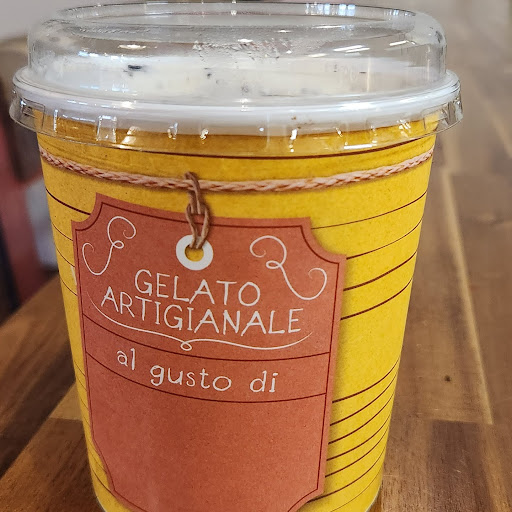 GELATO
ARTIGIANALE
al gusto di